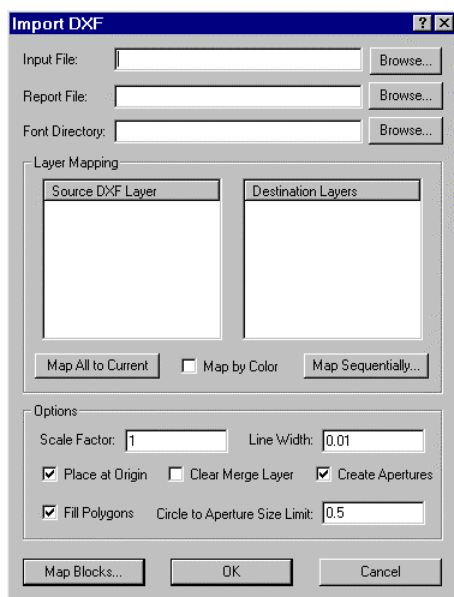 Import DXF
Input File: Browse...
Report File: Browse...
Font Directory: Browse...
Layer Mapping
Source DXF Layer Destination Layers
Map All to Current Map by Color Map Sequentially...
Options
Scale Factor: 1 Line Width: 0.01
Place at Origin Clear Merge Layer Create Apertures
Fill Polygons Circle to Aperture Size Limit: 0.5
Map Blocks... OK Cancel